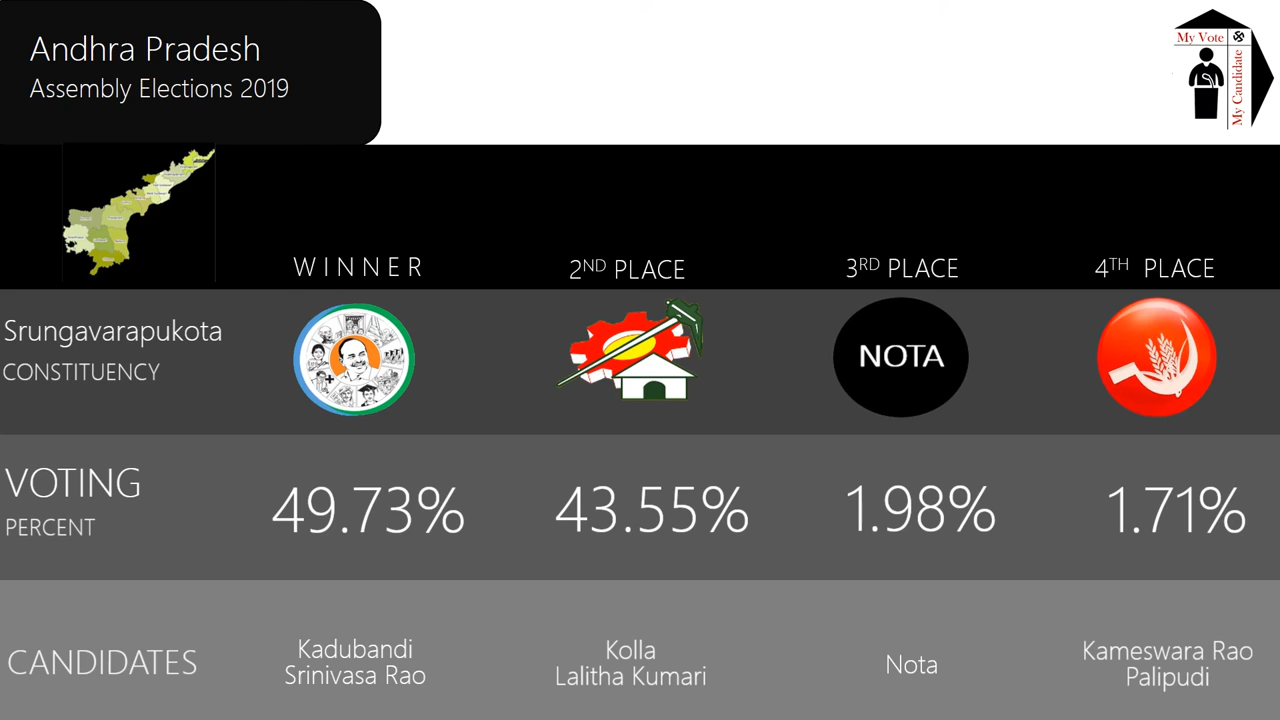 Andhra Pradesh
Assembly Elections 2019
My Vote
My Candidate
WINNER
2ND PLACE
3RD PLACE
4TH PLACE
Srungavarapukota
CONSTITUENCY
NOTA
VOTING
PERCENT
49.73%
43.55%
1.98%
1.71%
CANDIDATES
Kadubandi
Srinivasa Rao
Kolla
Lalitha Kumari
Nota
Kameswara Rao
Palipudi